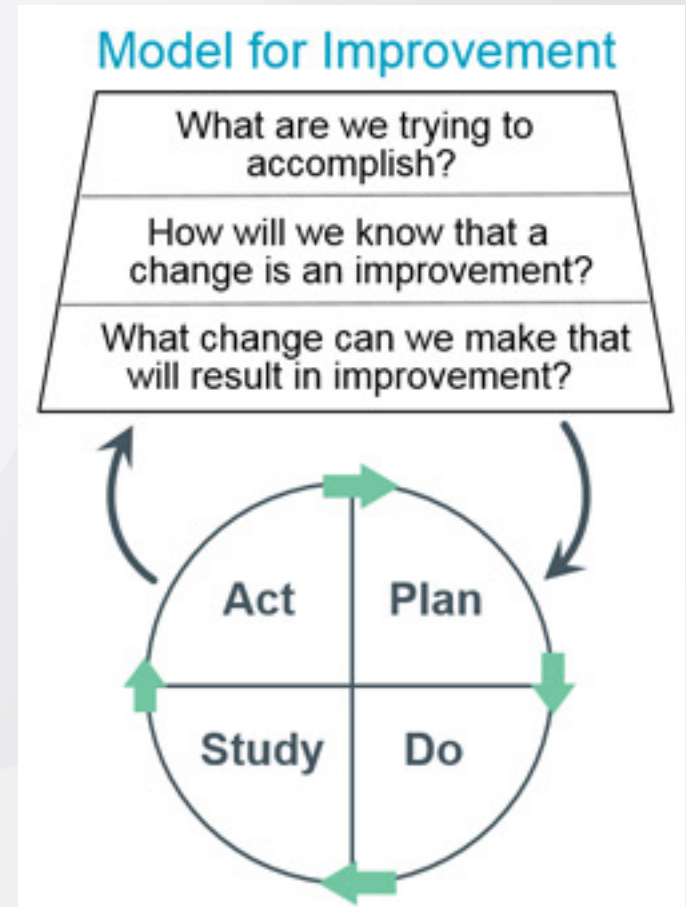 Model for Improvement
What are we trying to
accomplish?
How will we know that a
change is an improvement?
What change can we make that
will result in improvement?
Act
Plan
Study
Do